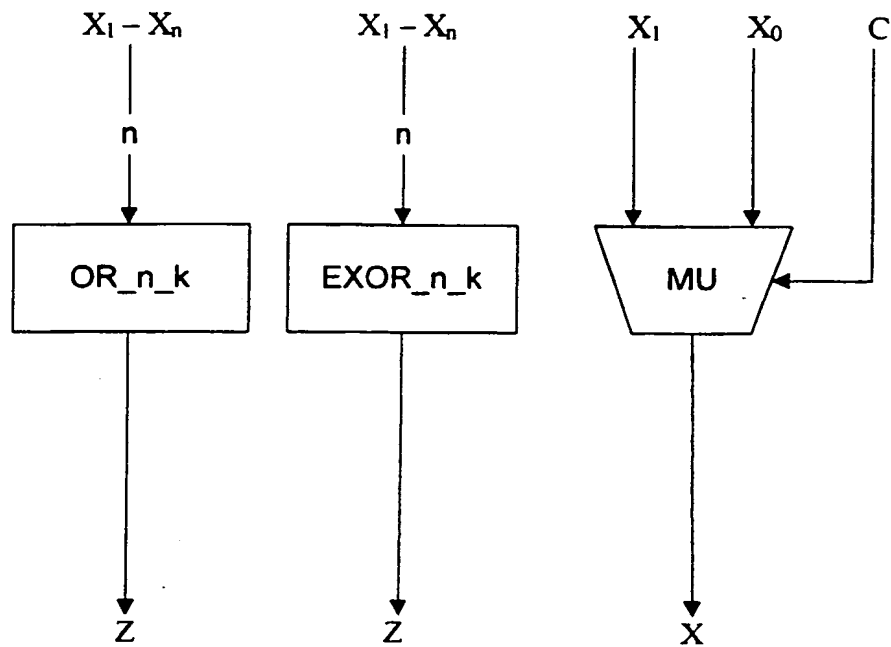 X₁ – Xₙ X₁ – Xₙ X₁ X₀ C
n n
OR_n_k EXOR_n_k MU
Z Z X